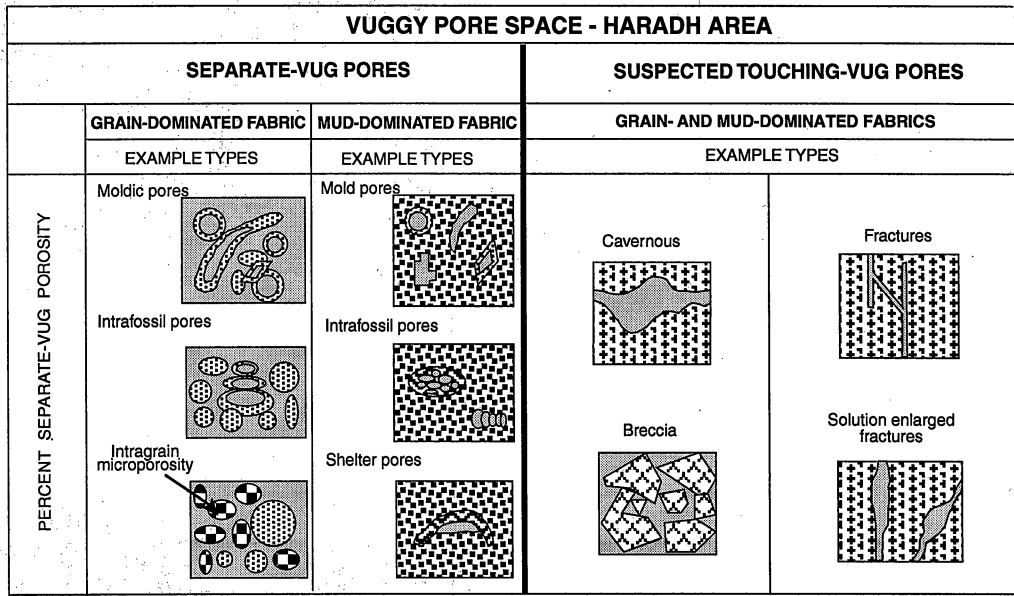 VUGGY PORE SPACE - HARADH AREA
SEPARATE-VUG PORES
SUSPECTED TOUCHING-VUG PORES
GRAIN-DOMINATED FABRIC
MUD-DOMINATED FABRIC
GRAIN- AND MUD-DOMINATED FABRICS
EXAMPLE TYPES
EXAMPLE TYPES
EXAMPLE TYPES
PERCENT SEPARATE-VUG POROSITY
Moldic pores
Intrafossil pores
Intragrain
microporosity
Mold pores
Intrafossil pores
Shelter pores
Cavernous
Breccia
Fractures
Solution enlarged
fractures